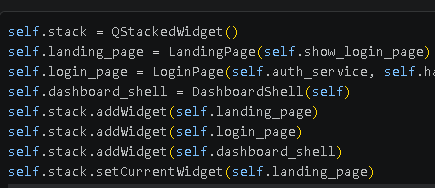 self.stack = QStackedWidget()
self.landing_page = LandingPage(self.show_login_page)
self.login_page = LoginPage(self.auth_service, self.ha
self.dashboard_shell = DashboardShell(self)
self.stack.addWidget(self.landing_page)
self.stack.addWidget(self.login_page)
self.stack.addWidget(self.dashboard_shell)
self.stack.setCurrentWidget(self.landing_page)